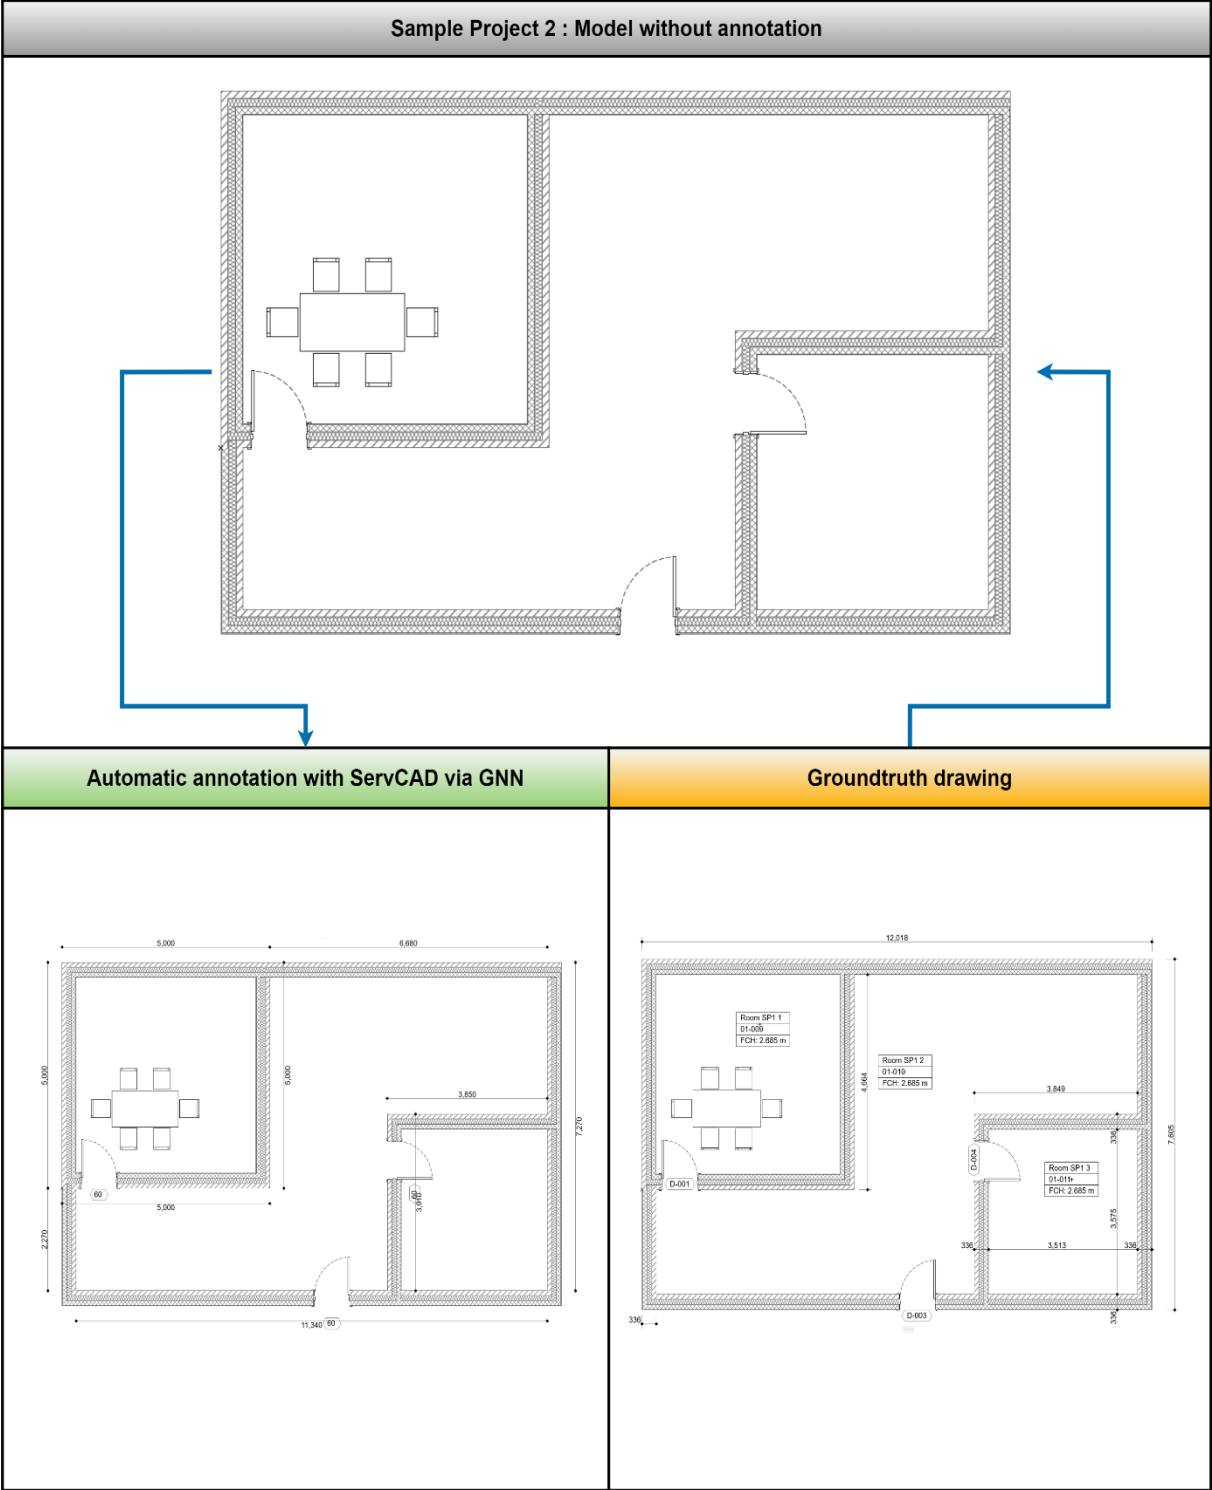 Sample Project 2 : Model without annotation
Automatic annotation with ServCAD via GNN
Groundtruth drawing
5,000
6,680
5,000
5,000
3,850
7,270
60
60
3,910
5,000
2,270
11,340
60
12,018
Room SP1 1
01-009
FCH: 2.685 m
Room SP1 2
01-010
FCH: 2.685 m
4,664
3,849
336
7,605
D-004
Room SP1 3
01-011
FCH: 2.685 m
D-001
3,575
336
3,513
336
336
D-003
336